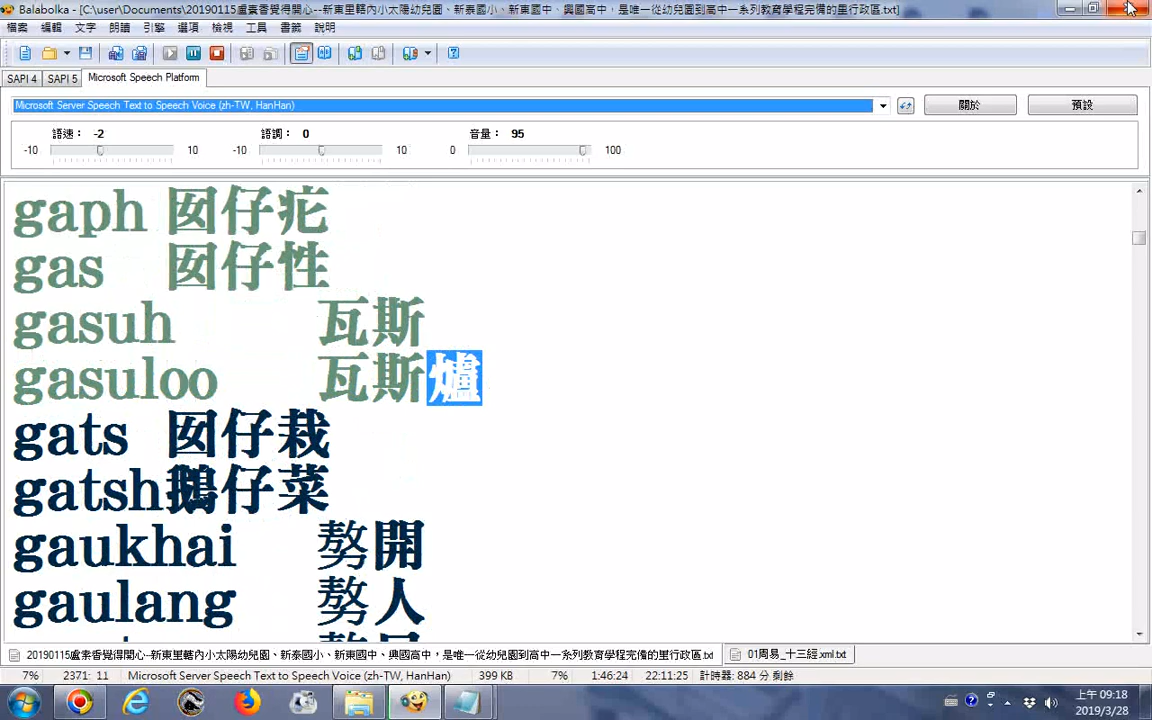 Balabolka - [C:\user\Documents\20190115盧素香覺得開心--新東里轄內小太陽幼兒園、新泰國小、新東國中、興國高中，是唯一從幼兒園到高中一系列教育學程完備的里行政區.txt]
檔案 編輯 文字 朗讀 引擎 選項 檢視 工具 書籤 說明
SAPI 4 SAPI 5 Microsoft Speech Platform
Microsoft Server Speech Text to Speech Voice (zh-TW, HanHan) 關於 預設
語速： -2 語調： 0 音量： 95
-10 10 -10 10 0 100
gaph 囡仔疕
gas 囡仔性
gasuh 瓦斯
gasuloo 瓦斯爐
gats 囡仔栽
gatsh鵝仔菜
gaukhai 𠢕開
gaulang 𠢕人
20190115盧素香覺得開心--新東里轄內小太陽幼兒園、新泰國小、新東國中、興國高中，是唯一從幼兒園到高中一系列教育學程完備的里行政區.txt 01周易_十三經.txt
7% 2371: 11 Microsoft Server Speech Text to Speech Voice (zh-TW, HanHan) 399 KB 7% 1:46:24 22:11:25 計時器: 884 分 剩餘
上午 09:18
2019/3/28